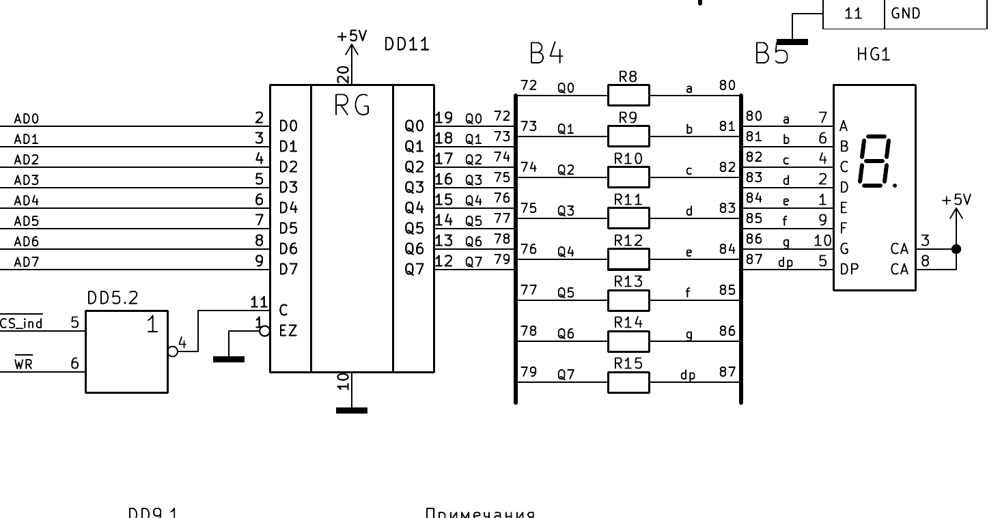 11 GND
+5V DD11 B4 B5 HG1
20
RG
R8
72 Q0 a 80
R9
73 Q1 b 81
R10
74 Q2 c 82
R11
75 Q3 d 83
R12
76 Q4 e 84
R13
77 Q5 f 85
R14
78 Q6 g 86
R15
79 Q7 dp 87
AD0 2 D0 Q0 19 Q0 72
AD1 3 D1 Q1 18 Q1 73
AD2 4 D2 Q2 17 Q2 74
AD3 5 D3 Q3 16 Q3 75
AD4 6 D4 Q4 15 Q4 76
AD5 7 D5 Q5 14 Q5 77
AD6 8 D6 Q6 13 Q6 78
AD7 9 D7 Q7 12 Q7 79
80 a 7 A
81 b 6 B
82 c 4 C
83 d 2 D
84 e 1 E
85 f 9 F
86 g 10 G CA 3
87 dp 5 DP CA 8
+5V
DD5.2
11 C
1 EZ
CS_ind 5 1
4
WR 6
10
DD9.1 Примечания